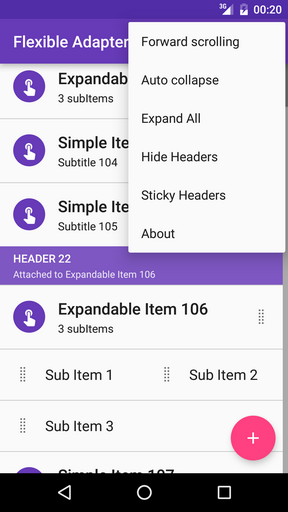 3G 00:20
Flexible Adapter
Forward scrolling
Auto collapse
Expand All
Hide Headers
Sticky Headers
About
Expandab
3 subItems
Simple Ite
Subtitle 104
Simple Ite
Subtitle 105
HEADER 22
Attached to Expandable Item 106
Expandable Item 106
3 subItems
Sub Item 1
Sub Item 2
Sub Item 3
Simple Item 107